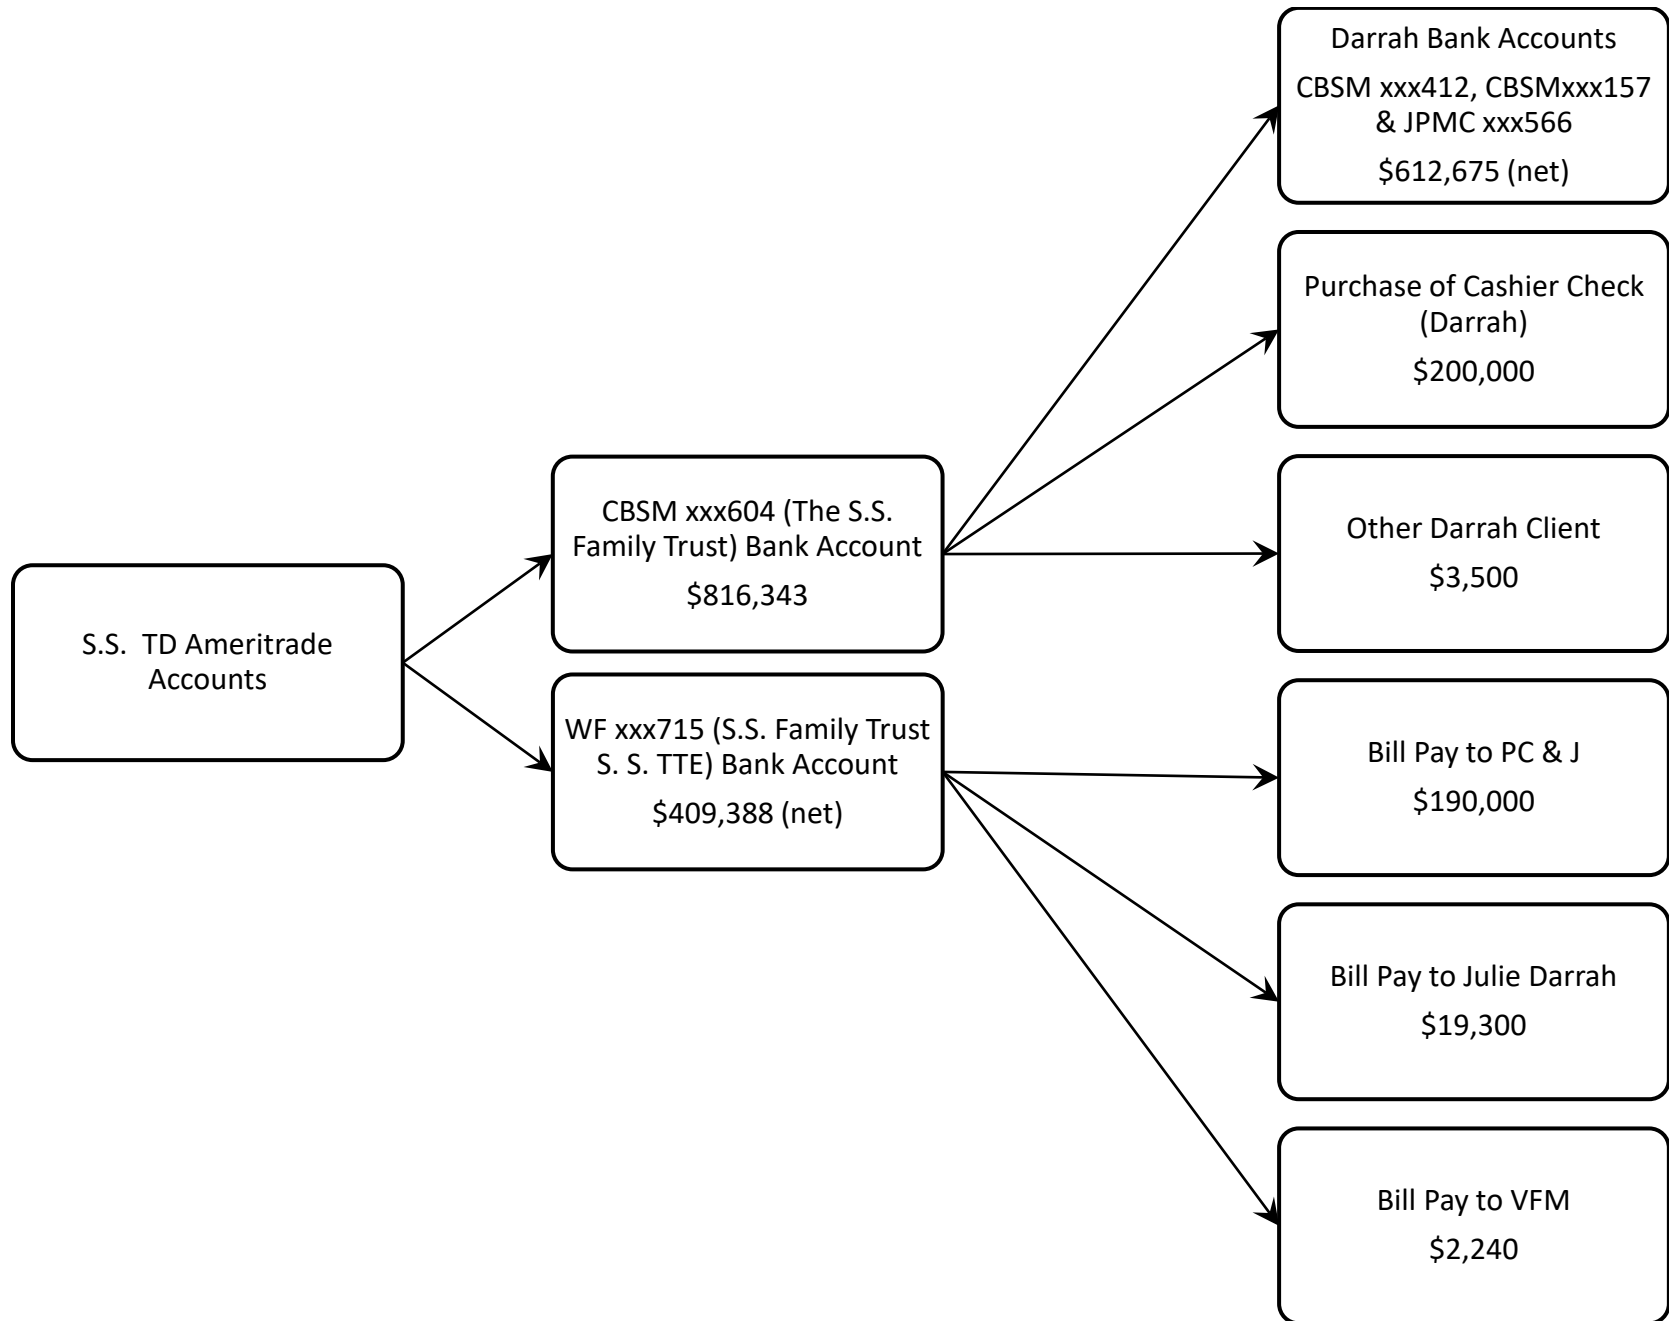 S.S.  TD Ameritrade
Accounts
CBSM xxx604 (The S.S.
Family Trust) Bank Account
$816,343
WF xxx715 (S.S. Family Trust
S. S. TTE) Bank Account
$409,388 (net)
Darrah Bank Accounts
CBSM xxx412, CBSMxxx157
& JPMC xxx566
$612,675 (net)
Purchase of Cashier Check
(Darrah)
$200,000
Other Darrah Client
$3,500
Bill Pay to PC & J
$190,000
Bill Pay to Julie Darrah
$19,300
Bill Pay to VFM
$2,240